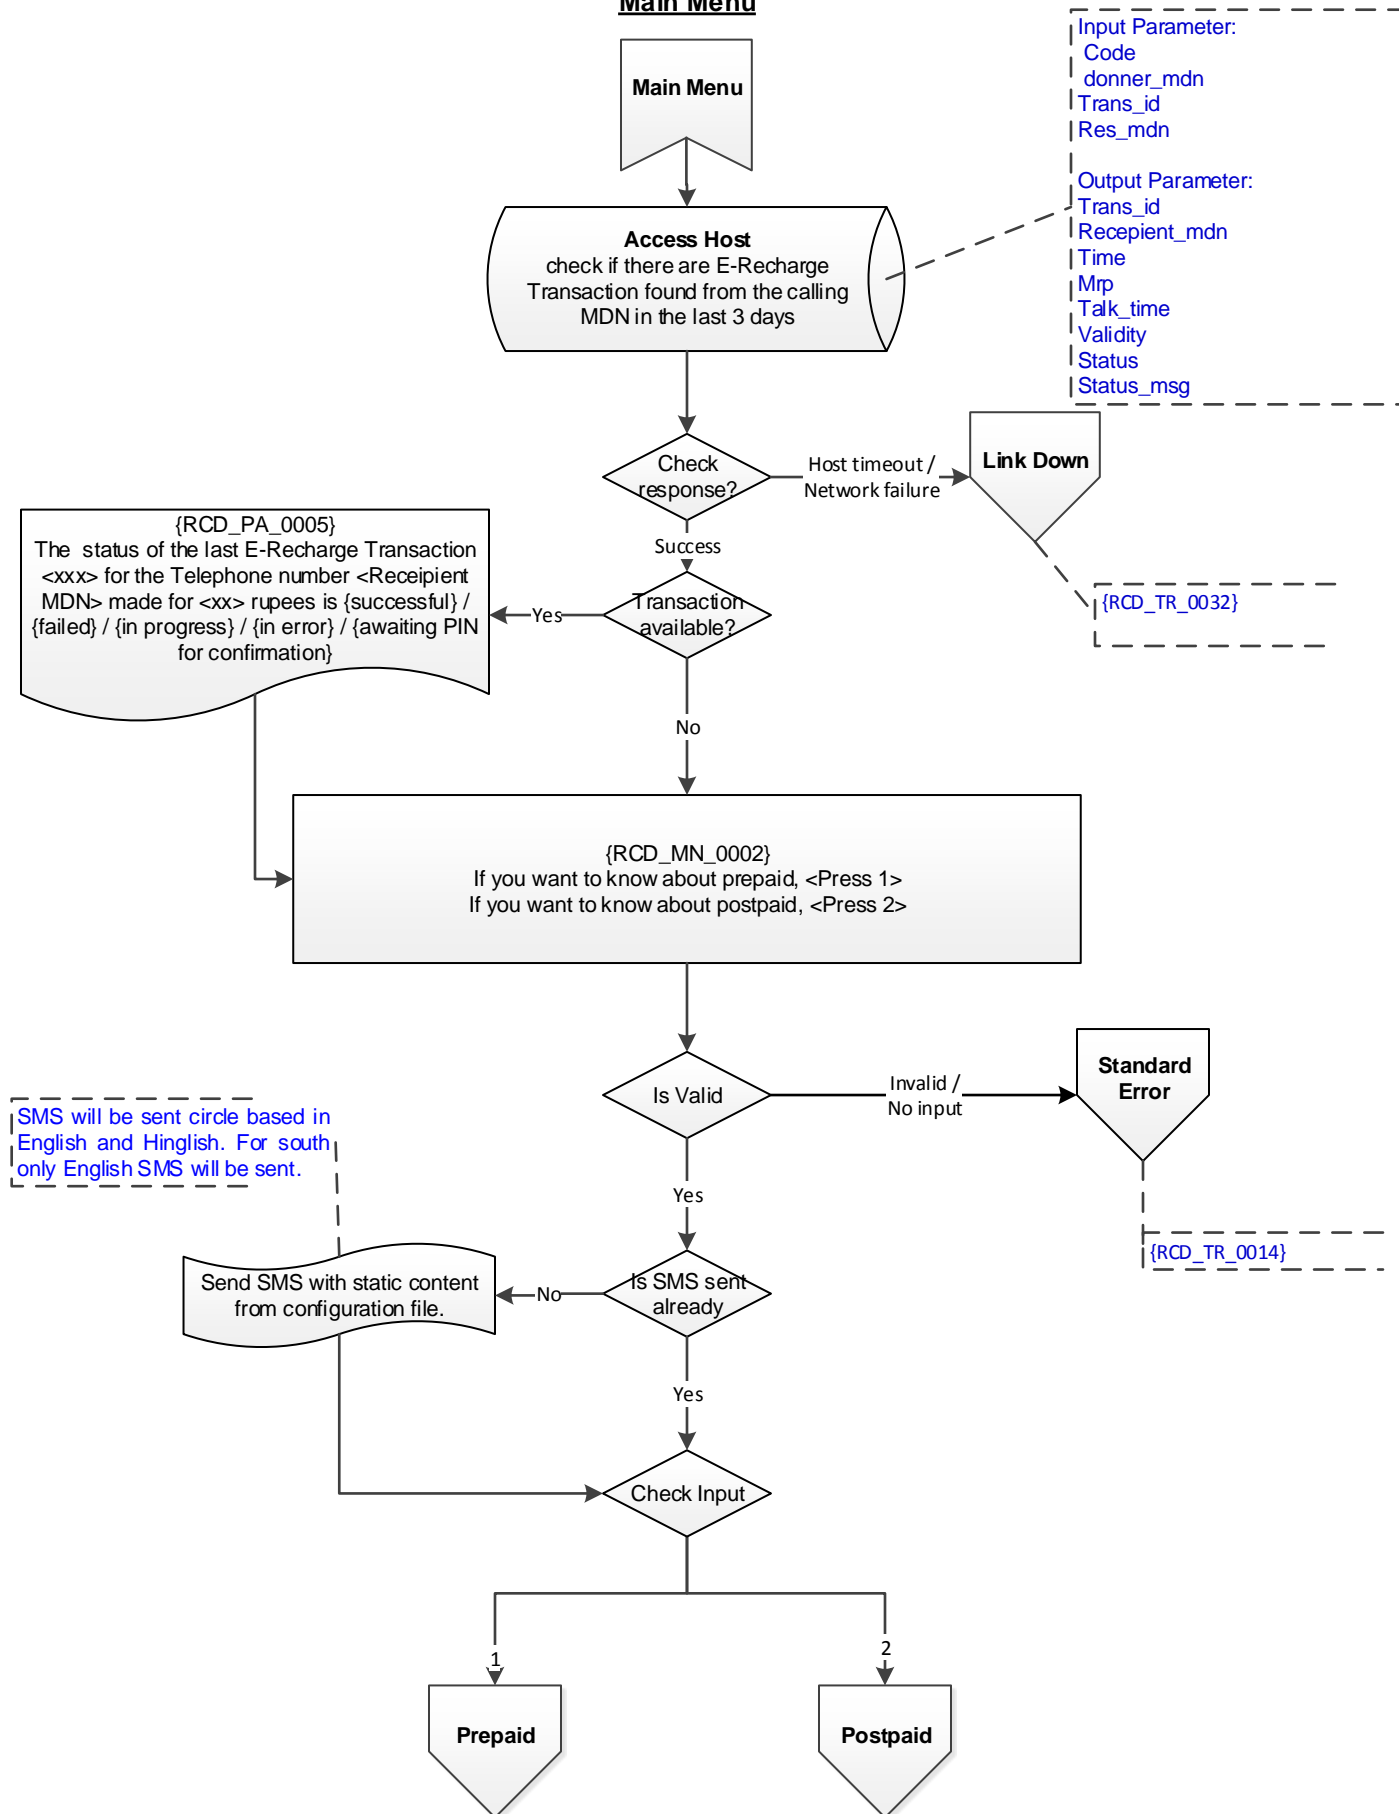 Main Menu
Main Menu
Input Parameter:
Code
donner_mdn
Trans_id
Res_mdn
Output Parameter:
Trans_id
Recepient_mdn
Time
Mrp
Talk_time
Validity
Status
Status_msg
Access Host
check if there are E-Recharge
Transaction found from the calling
MDN in the last 3 days
Check
response?
Host timeout /
Network failure
Link Down
{RCD_TR_0032}
Success
{RCD_PA_0005}
The status of the last E-Recharge Transaction
<xxx> for the Telephone number <Receipient
MDN> made for <xx> rupees is {successful} /
{failed} / {in progress} / {in error} / {awaiting PIN
for confirmation}
Yes
Transaction
available?
No
{RCD_MN_0002}
If you want to know about prepaid, <Press 1>
If you want to know about postpaid, <Press 2>
Is Valid
Invalid /
No input
Standard
Error
{RCD_TR_0014}
SMS will be sent circle based in
English and Hinglish. For south
only English SMS will be sent.
Yes
Send SMS with static content
from configuration file.
No
Is SMS sent
already
Yes
Check Input
1
2
Prepaid
Postpaid